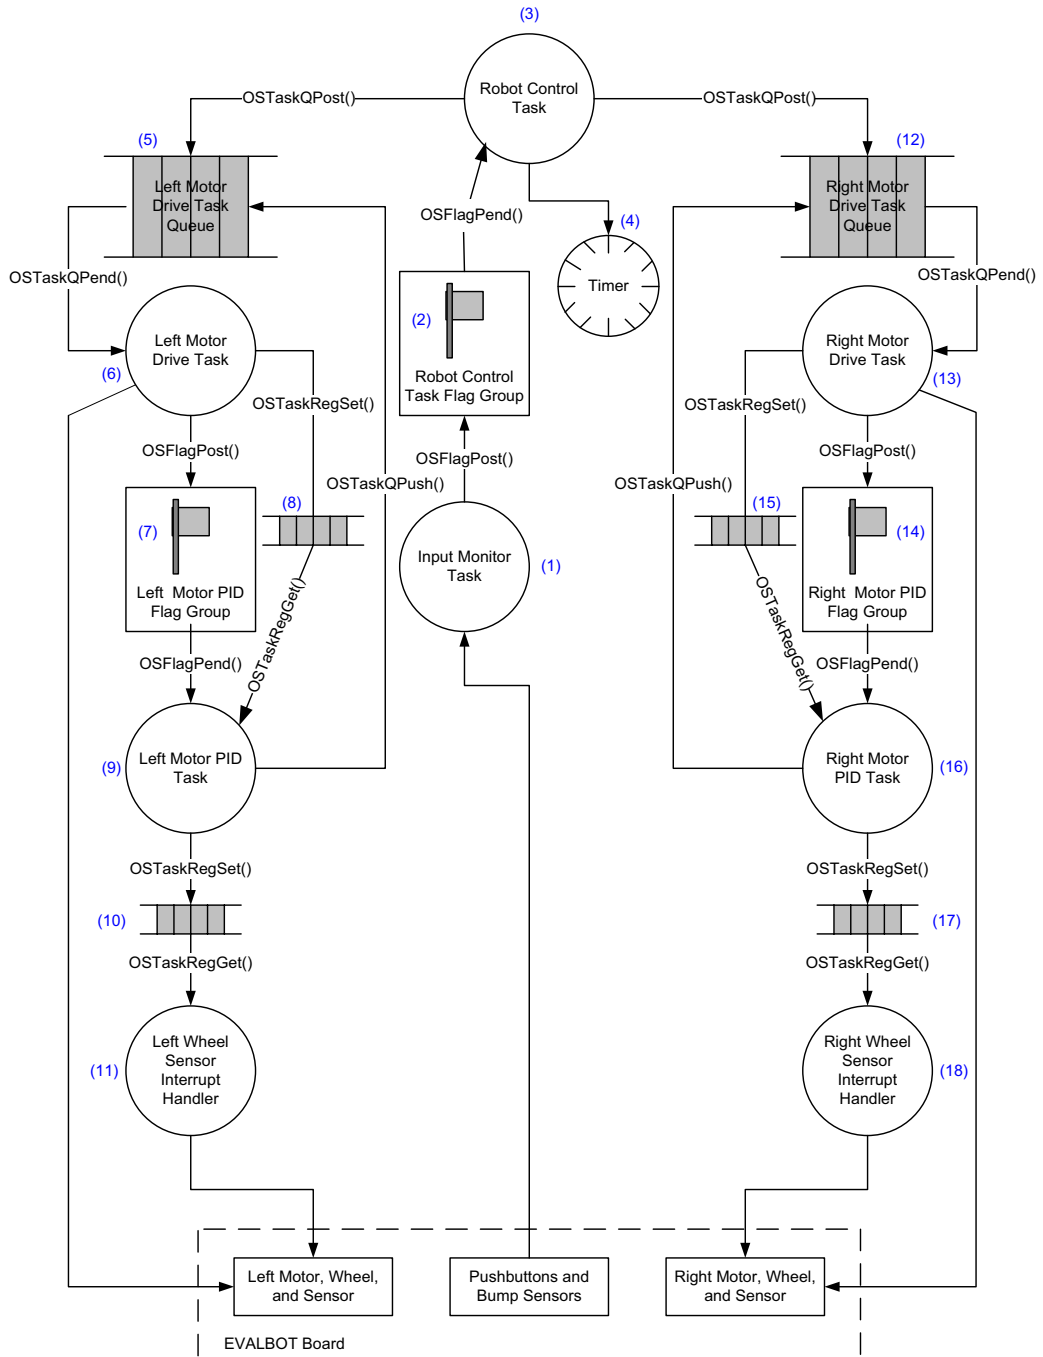 (3)
Robot Control
Task
OSTaskQPost()
OSTaskQPost()
(5)
(12)
Left Motor
Drive Task
Queue
Right Motor
Drive Task
Queue
OSFlagPend()
(4)
OSTaskQPend()
OSTaskQPend()
Timer
(2)
Robot Control
Task Flag Group
Left Motor
Drive Task
(6)
Right Motor
Drive Task
(13)
OSTaskRegSet()
OSTaskRegSet()
OSFlagPost()
OSFlagPost()
OSFlagPost()
OSTaskQPush()
OSTaskQPush()
(8)
(15)
(7)
Left Motor PID
Flag Group
(14)
Right Motor PID
Flag Group
Input Monitor
Task
(1)
OSTaskRegGet()
OSTaskRegGet()
OSFlagPend()
OSFlagPend()
(9)
Left Motor PID
Task
Right Motor
PID Task
(16)
OSTaskRegSet()
OSTaskRegSet()
(10)
(17)
OSTaskRegGet()
OSTaskRegGet()
(11)
Left Wheel
Sensor
Interrupt
Handler
Right Wheel
Sensor
Interrupt
Handler
(18)
Left Motor, Wheel,
and Sensor
Pushbuttons and
Bump Sensors
Right Motor, Wheel,
and Sensor
EVALBOT Board